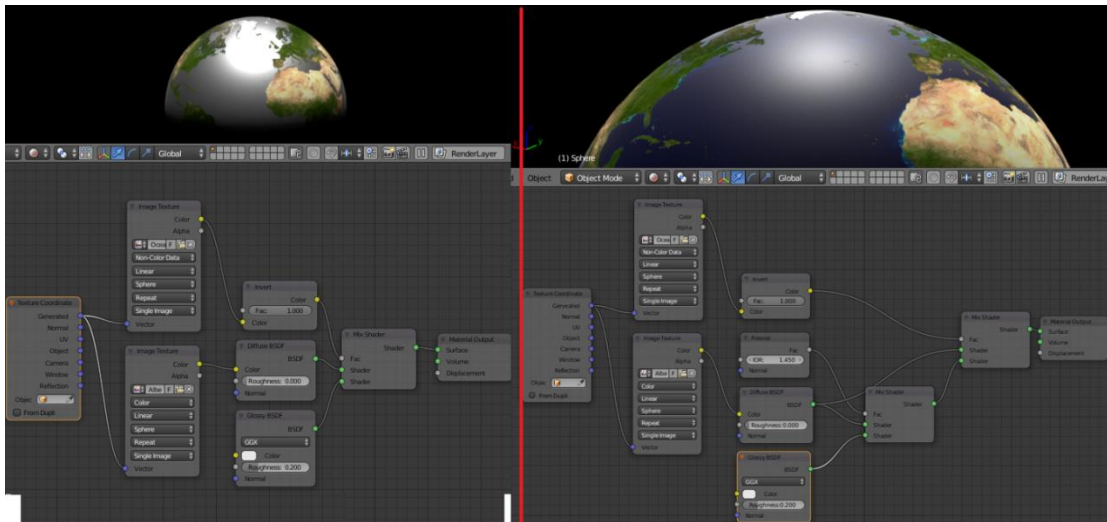 Global
RenderLayer
Image Texture
Color
Alpha
Ocea F
Non-Color Data
Linear
Sphere
Repeat
Single Image
Vector
Texture Coordinate
Generated
Normal
UV
Object
Camera
Window
Reflection
Objec
From Dupli
Image Texture
Color
Alpha
Albe F
Color
Linear
Sphere
Repeat
Single Image
Vector
Invert
Color
Fac: 1.000
Color
Diffuse BSDF
BSDF
Color
Roughness: 0.000
Normal
Glossy BSDF
BSDF
GGX
Color
Roughness: 0.200
Normal
Mix Shader
Shader
Fac
Shader
Shader
Material Output
Surface
Volume
Displacement
(1) Sphere
Object
Object Mode
Global
RenderLay
Image Texture
Color
Alpha
Ocea F
Non-Color Data
Linear
Sphere
Repeat
Single Image
Vector
Texture Coordinate
Generated
Normal
UV
Object
Camera
Window
Reflection
Objec
From Dupli
Image Texture
Color
Alpha
Albe F
Color
Linear
Sphere
Repeat
Single Image
Vector
Invert
Color
Fac: 1.000
Color
Fresnel
Fac
IOR: 1.450
Normal
Diffuse BSDF
BSDF
Color
Roughness:0.000
Normal
Glossy BSDF
BSDF
GGX
Color
Roughness:0.200
Normal
Mix Shader
Shader
Fac
Shader
Shader
Mix Shader
Shader
Fac
Shader
Shader
Material Output
Surface
Volume
Displacement